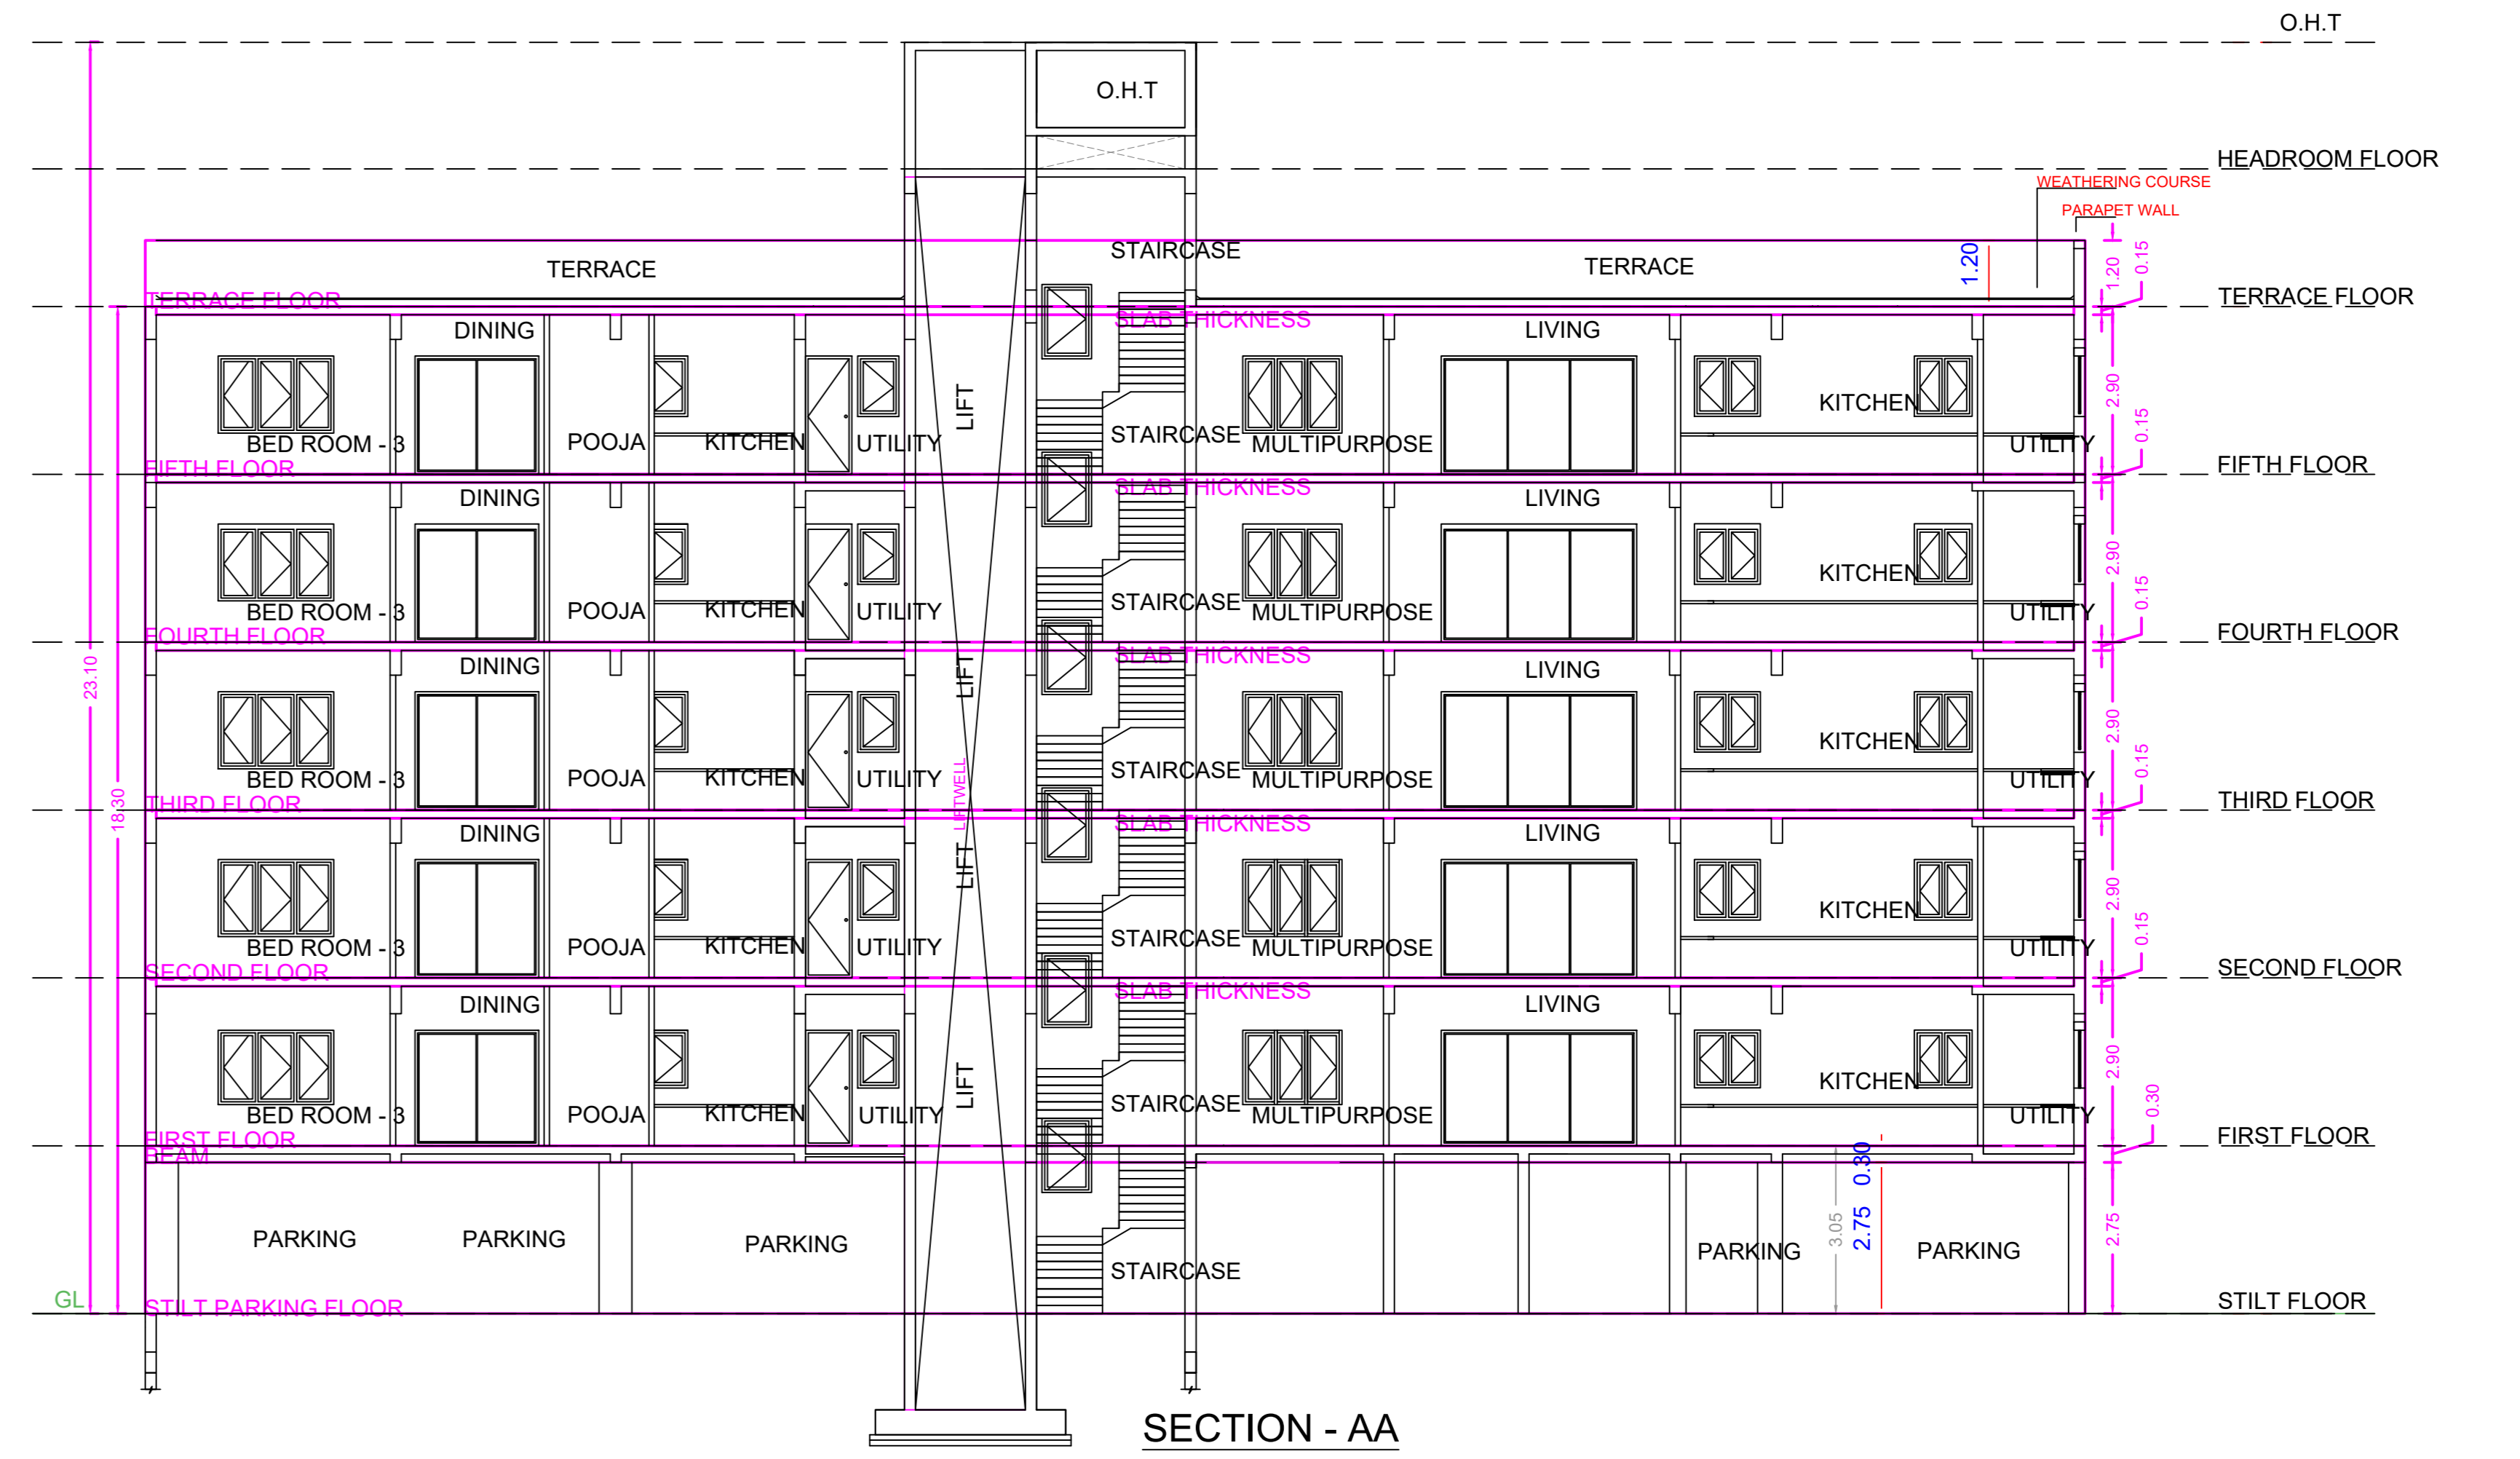 O.H.T
O.H.T
HEADROOM FLOOR
WEATHERING COURSE
PARAPET WALL
STAIRCASE
TERRACE
TERRACE
1.20
1.20
0.15
TERRACE FLOOR
TERRACE FLOOR
SLAB THICKNESS
DINING
LIVING
LIFT
2.90
KITCHEN
BED ROOM - 3
POOJA
KITCHEN
UTILITY
STAIRCASE
MULTIPURPOSE
UTILITY
0.15
FIFTH FLOOR
FIFTH FLOOR
SLAB THICKNESS
DINING
LIVING
2.90
KITCHEN
BED ROOM - 3
POOJA
KITCHEN
UTILITY
STAIRCASE
MULTIPURPOSE
UTILITY
0.15
FOURTH FLOOR
FOURTH FLOOR
SLAB THICKNESS
23.10
DINING
LIFT
LIVING
2.90
KITCHEN
BED ROOM - 3
POOJA
KITCHEN
UTILITY
LIFTWELL
STAIRCASE
MULTIPURPOSE
UTILITY
0.15
18.30
THIRD FLOOR
THIRD FLOOR
SLAB THICKNESS
DINING
LIFT
LIVING
2.90
KITCHEN
BED ROOM - 3
POOJA
KITCHEN
UTILITY
STAIRCASE
MULTIPURPOSE
UTILITY
0.15
SECOND FLOOR
SECOND FLOOR
SLAB THICKNESS
DINING
LIVING
LIFT
2.90
KITCHEN
BED ROOM - 3
POOJA
KITCHEN
UTILITY
STAIRCASE
MULTIPURPOSE
UTILITY
0.30
FIRST FLOOR
FIRST FLOOR
BEAM
2.75 0.30
3.05
2.75
PARKING
PARKING
PARKING
PARKING
PARKING
STAIRCASE
GL
STILT PARKING FLOOR
STILT FLOOR
SECTION - AA